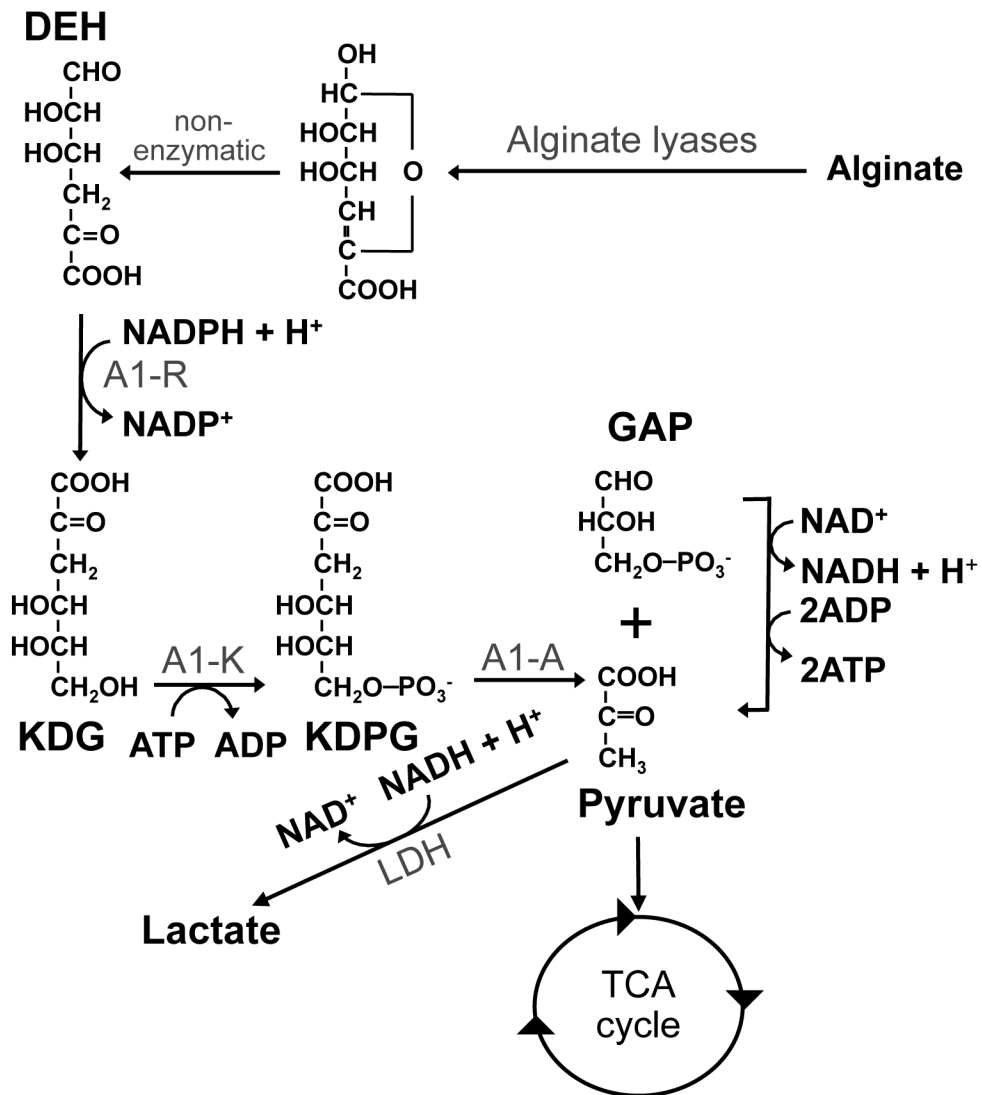 DEH
CHO
HOCH
HOCH
CH₂
C=O
COOH
non-
enzymatic
OH
HC
HOCH
HOCH
O
CH
C
COOH
Alginate lyases
Alginate
NADPH + H⁺
A1-R
NADP⁺
COOH
C=O
CH₂
HOCH
HOCH
CH₂OH
KDG
A1-K
ATP
ADP
COOH
C=O
CH₂
HOCH
HOCH
CH₂O–PO₃⁻
KDPG
A1-A
GAP
CHO
HCOH
CH₂O–PO₃⁻
+
COOH
C=O
CH₃
Pyruvate
NAD⁺
NADH + H⁺
2ADP
2ATP
NAD⁺
NADH + H⁺
LDH
Lactate
TCA
cycle